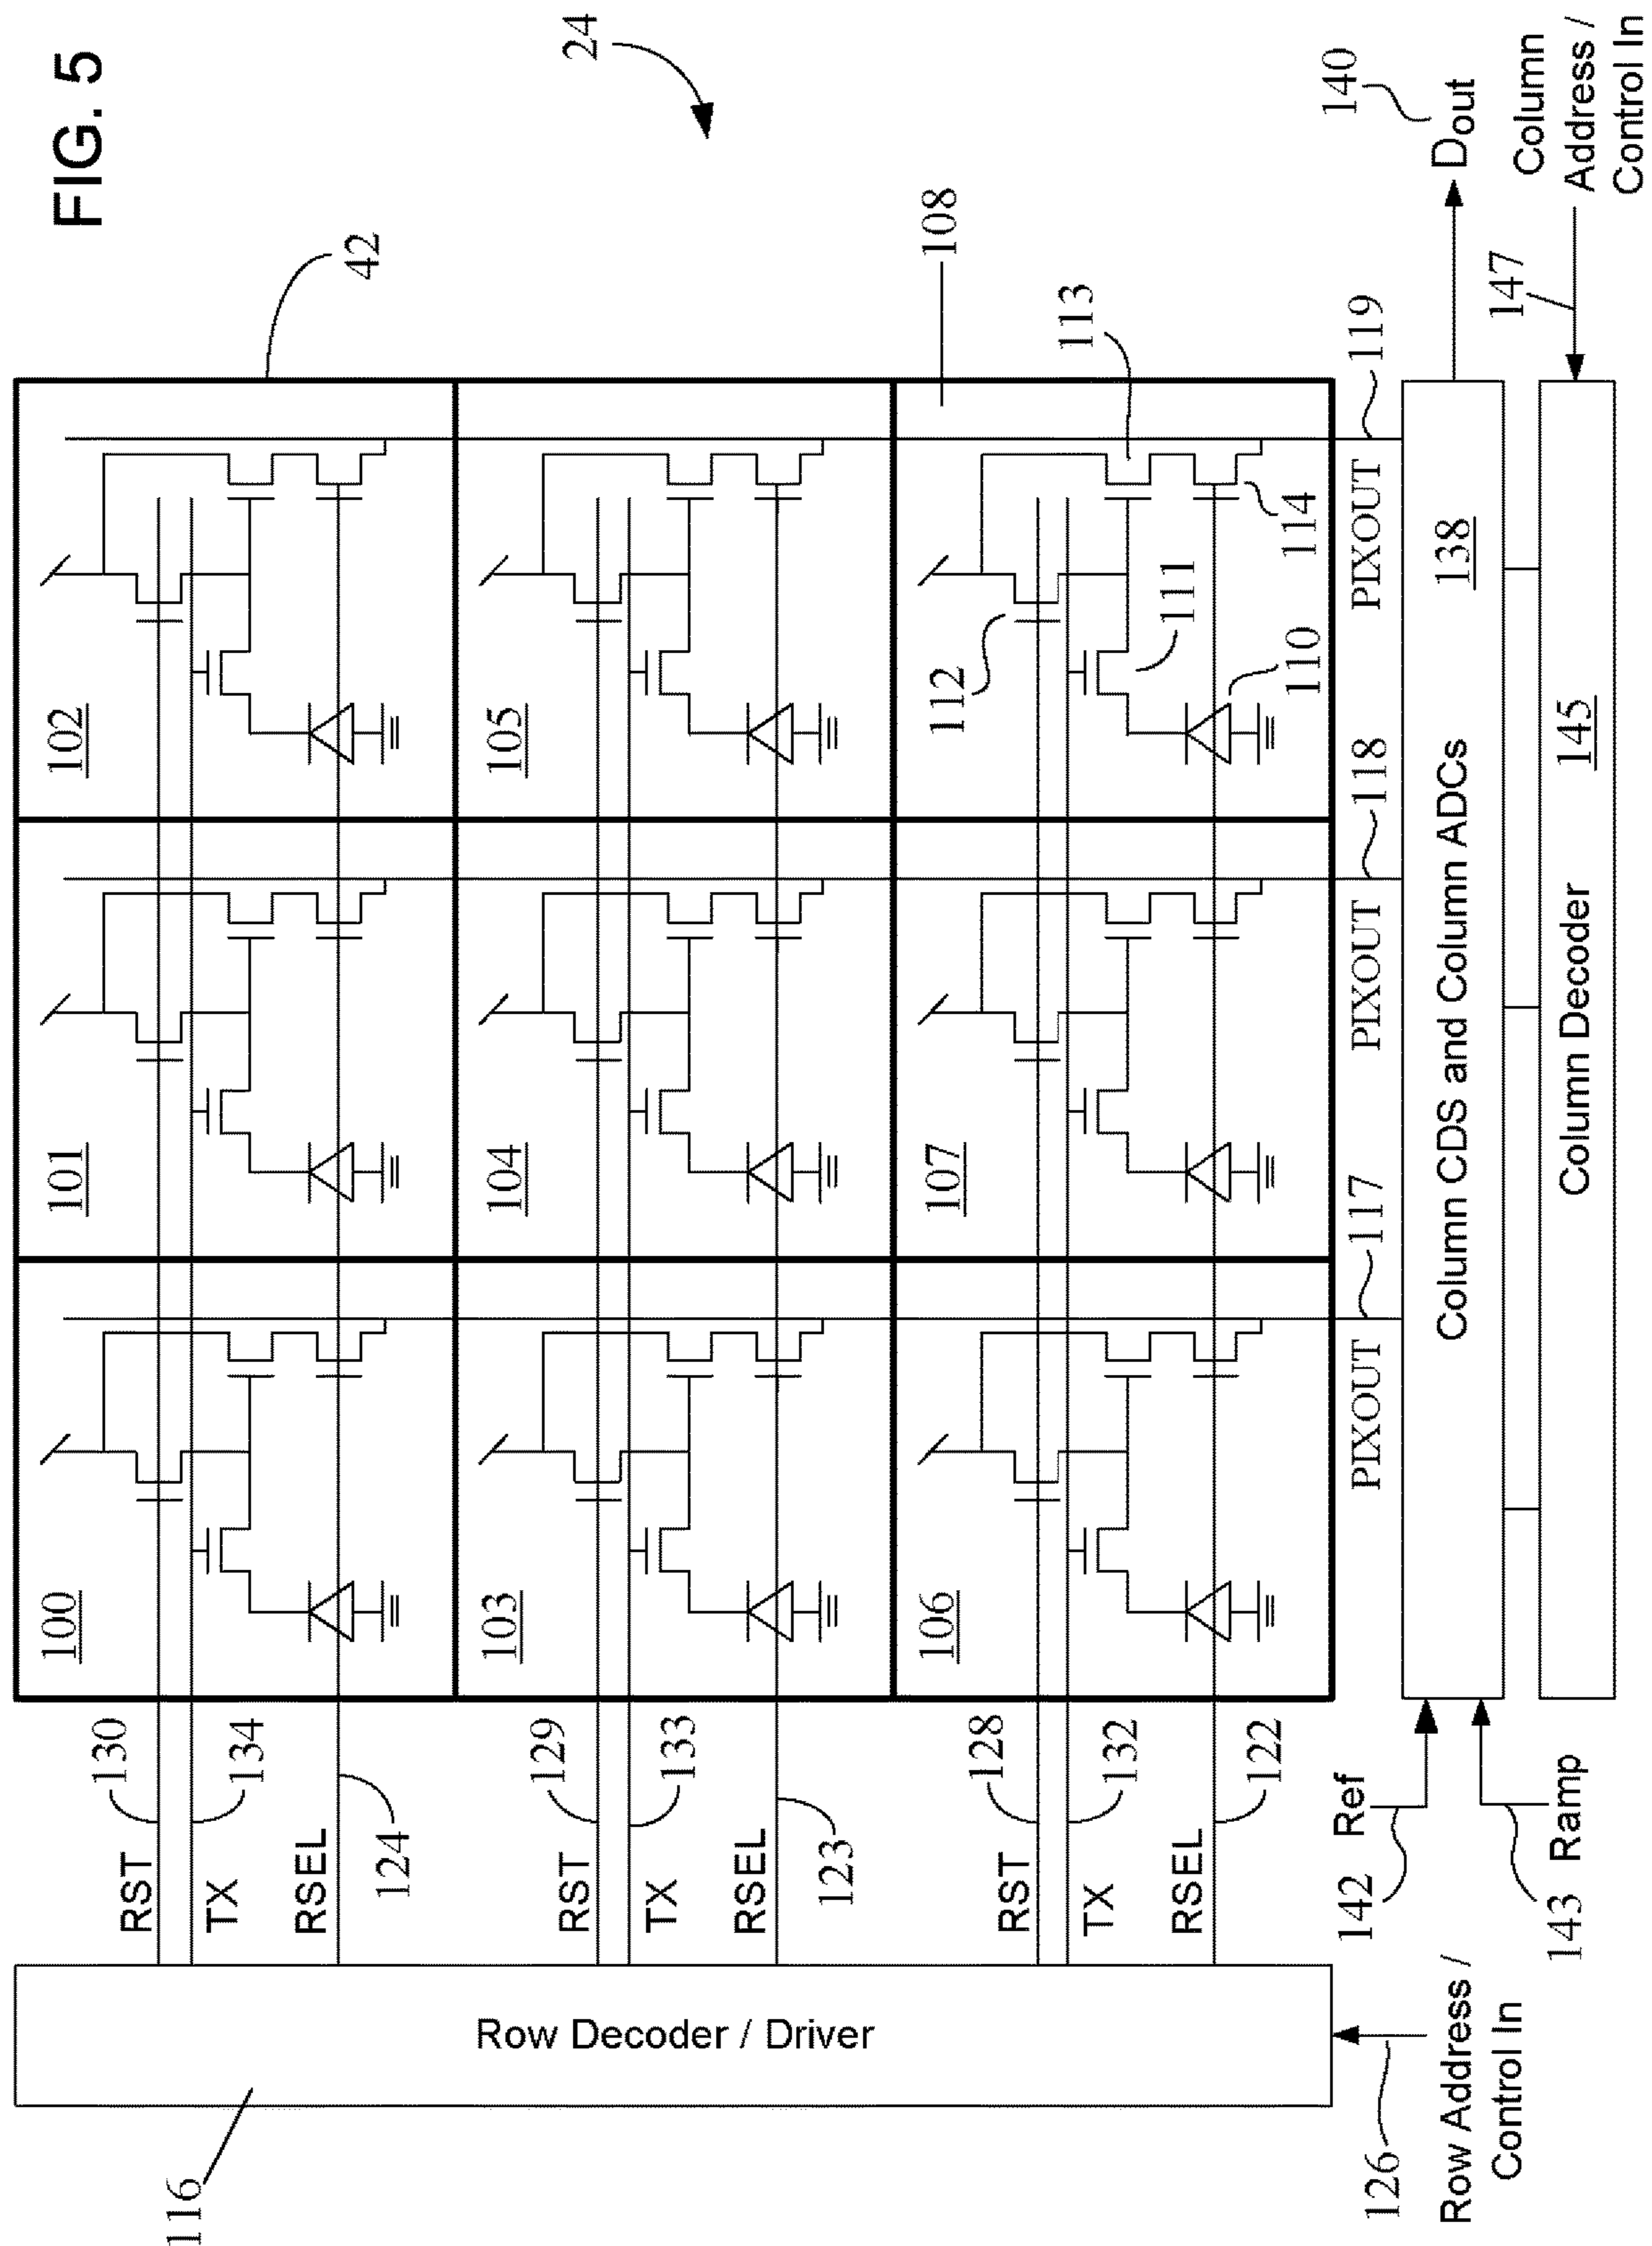 FIG. 5
24
42
116
Row Decoder / Driver
RST
130
TX
134
RSEL
124
RST
129
TX
133
RSEL
123
RST
128
TX
132
RSEL
122
100
101
102
103
104
105
106
107
108
110
111
112
113
114
PIXOUT
117
PIXOUT
118
PIXOUT
119
126
Row Address /
Control In
142
Ref
143
Ramp
Column CDS and Column ADCs
138
Column Decoder
145
140
Dout
147
Column
Address /
Control In